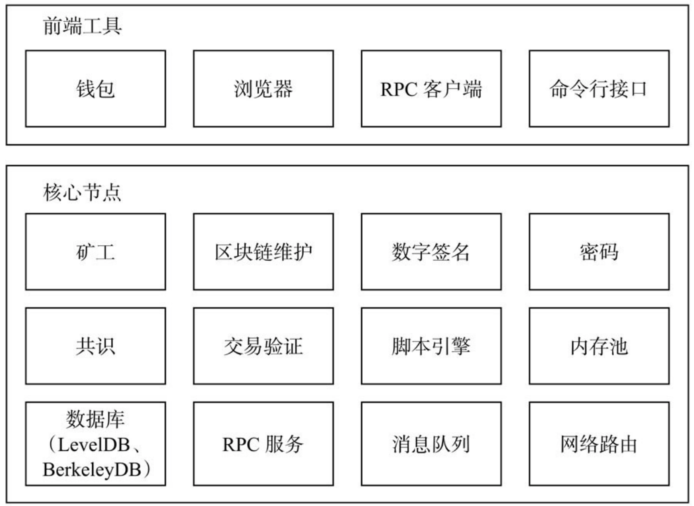 前端工具
钱包
浏览器
RPC 客户端
命令行接口
核心节点
矿工
区块链维护
数字签名
密码
共识
交易验证
脚本引擎
内存池
数据库
（LevelDB、
BerkeleyDB）
RPC 服务
消息队列
网络路由